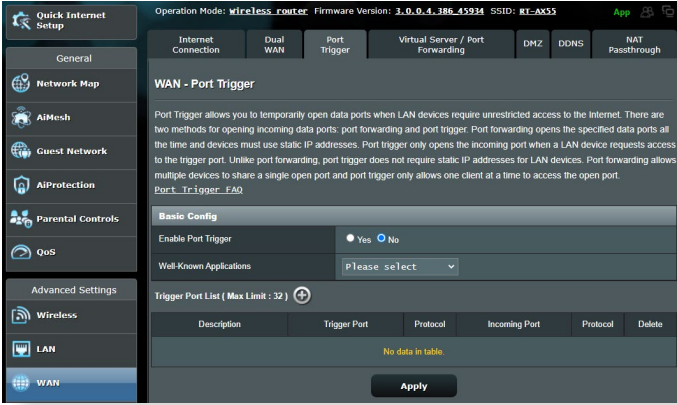 Quick Internet
Setup
General
Network Map
AiMesh
Guest Network
AiProtection
Parental Controls
QoS
Advanced Settings
Wireless
LAN
WAN
Operation Mode: Wireless router Firmware Version: 3.0.0.4.386_45934 SSID: RT-AX55
App
Internet
Connection
Dual
WAN
Port
Trigger
Virtual Server / Port
Forwarding
DMZ
DDNS
NAT
Passthrough
WAN - Port Trigger
Port Trigger allows you to temporarily open data ports when LAN devices require unrestricted access to the Internet. There are
two methods for opening incoming data ports: port forwarding and port trigger. Port forwarding opens the specified data ports all
the time and devices must use static IP addresses. Port trigger only opens the incoming port when a LAN device requests access
to the trigger port. Unlike port forwarding, port trigger does not require static IP addresses for LAN devices. Port forwarding allows
multiple devices to share a single open port and port trigger only allows one client at a time to access the open port.
Port Trigger FAQ
Basic Config
Enable Port Trigger Yes No
Well-Known Applications Please select
Trigger Port List ( Max Limit : 32 )
Description Trigger Port Protocol Incoming Port Protocol Delete
No data in table.
Apply